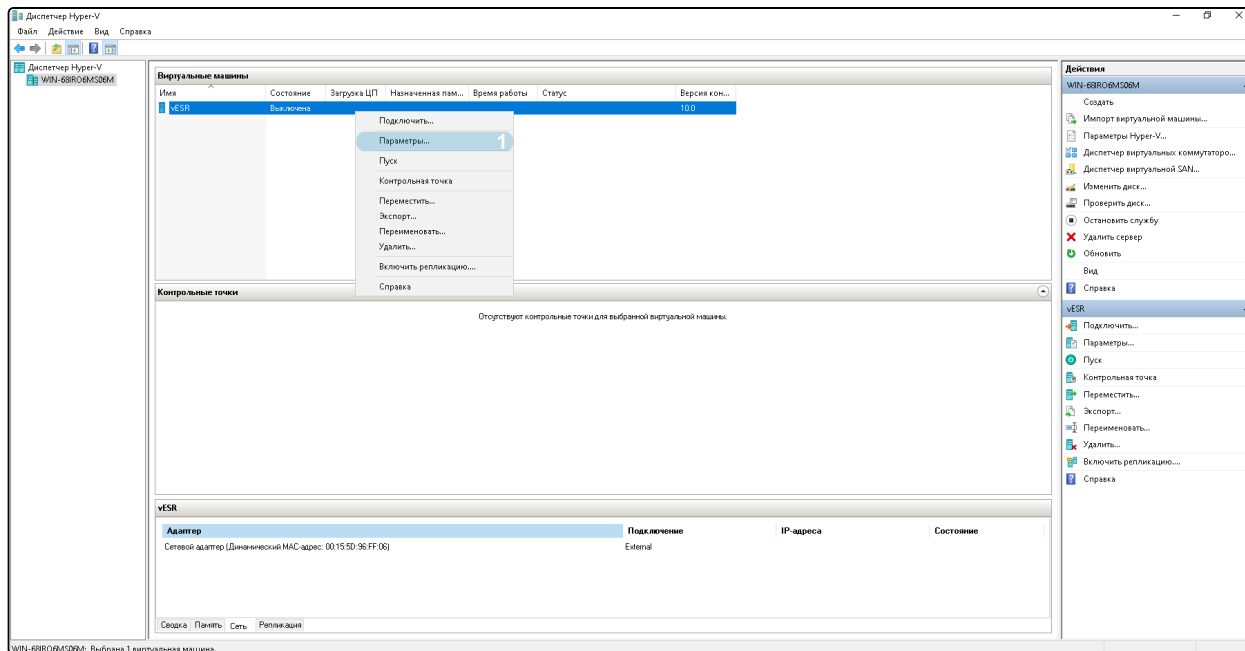 Диспетчер Hyper-V
Файл Действие Вид Справка
Диспетчер Hyper-V
WIN-68IRO6MS06M
Виртуальные машины
Имя Состояние Загрузка ЦП Назначенная пам... Время работы Статус Версия кон...
vESR Выключена 10.0
Подключить...
Параметры... 1
Пуск
Контрольная точка
Переместить...
Экспорт...
Переименовать...
Удалить...
Включить репликацию....
Справка
Контрольные точки
Отсутствуют контрольные точки для выбранной виртуальной машины.
vESR
Адаптер Подключение IP-адреса Состояние
Сетевой адаптер (Динамический MAC-адрес: 00:15:5D:96:FF:06) External
Сводка Память Сеть Репликация
Действия
WIN-68IRO6MS06M
Создать
Импорт виртуальной машины...
Параметры Hyper-V...
Диспетчер виртуальных коммутаторо...
Диспетчер виртуальной SAN...
Изменить диск...
Проверить диск...
Остановить службу
Удалить сервер
Обновить
Вид
Справка
vESR
Подключить...
Параметры...
Пуск
Контрольная точка
Переместить...
Экспорт...
Переименовать...
Удалить...
Включить репликацию....
Справка
WIN-68IRO6MS06M: Выбрана 1 виртуальная машина.